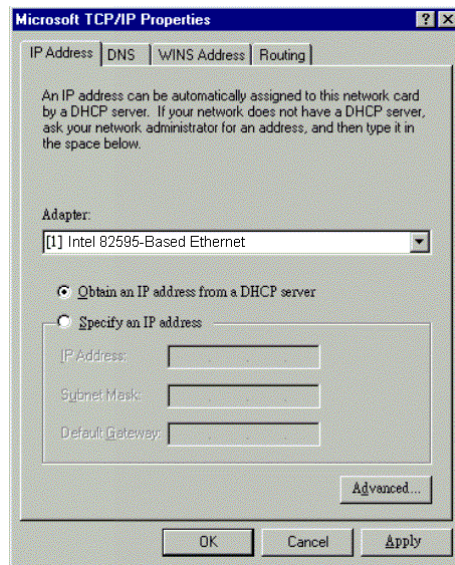 Microsoft TCP/IP Properties
IP Address DNS WINS Address Routing
An IP address can be automatically assigned to this network card
by a DHCP server. If your network does not have a DHCP server,
ask your network administrator for an address, and then type it in
the space below.
Adapter:
[1] Intel 82595-Based Ethernet
Obtain an IP address from a DHCP server
Specify an IP address
IP Address:
Subnet Mask:
Default Gateway:
Advanced...
OK Cancel Apply